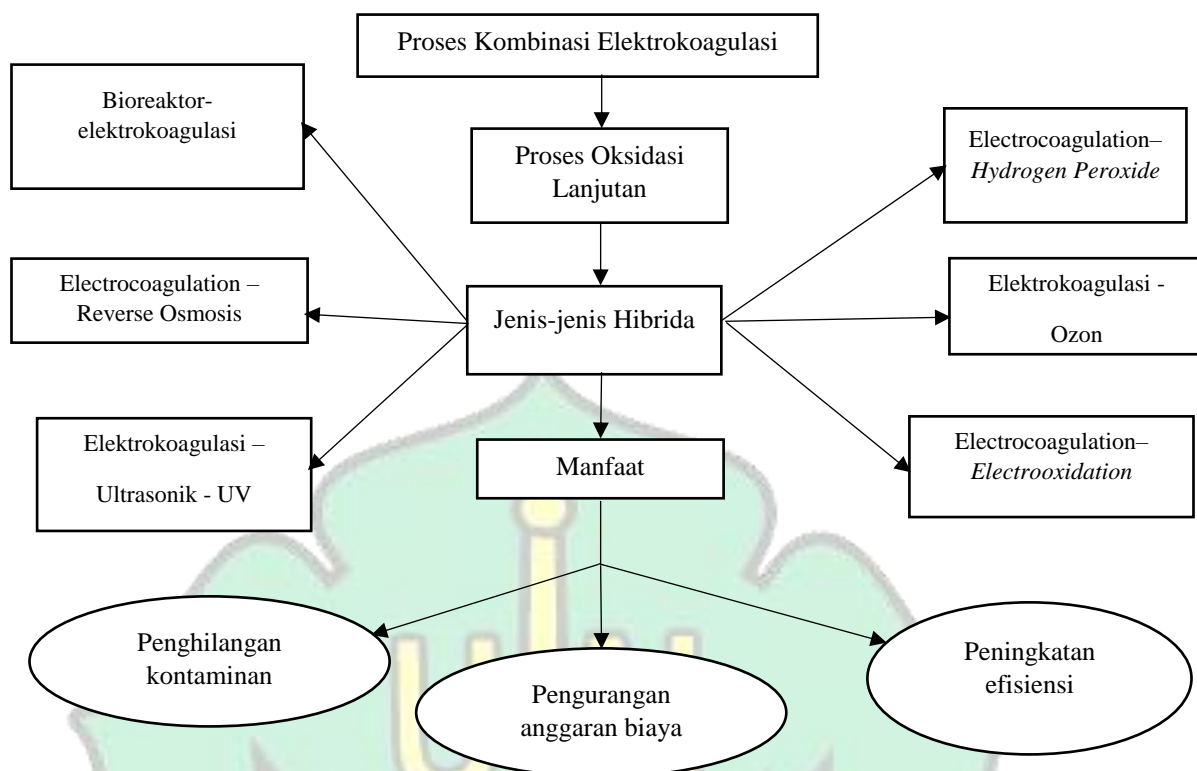 Proses Kombinasi Elektrokoagulasi
Bioreaktor-
elektrokoagulasi
Proses Oksidasi
Lanjutan
Electrocoagulation–
Hydrogen Peroxide
Electrocoagulation –
Reverse Osmosis
Jenis-jenis Hibrida
Elektrokoagulasi -
Ozon
Elektrokoagulasi –
Ultrasonik - UV
Manfaat
Electrocoagulation–
Electrooxidation
Penghilangan
kontaminan
Pengurangan
anggaran biaya
Peningkatan
efisiensi